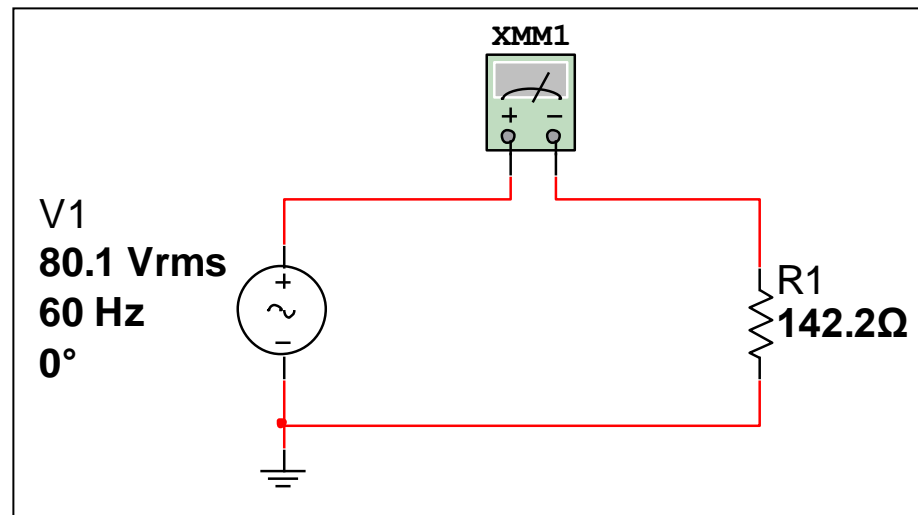 XMM1
+ −
V1
80.1 Vrms
60 Hz
0°
+
−
R1
142.2Ω